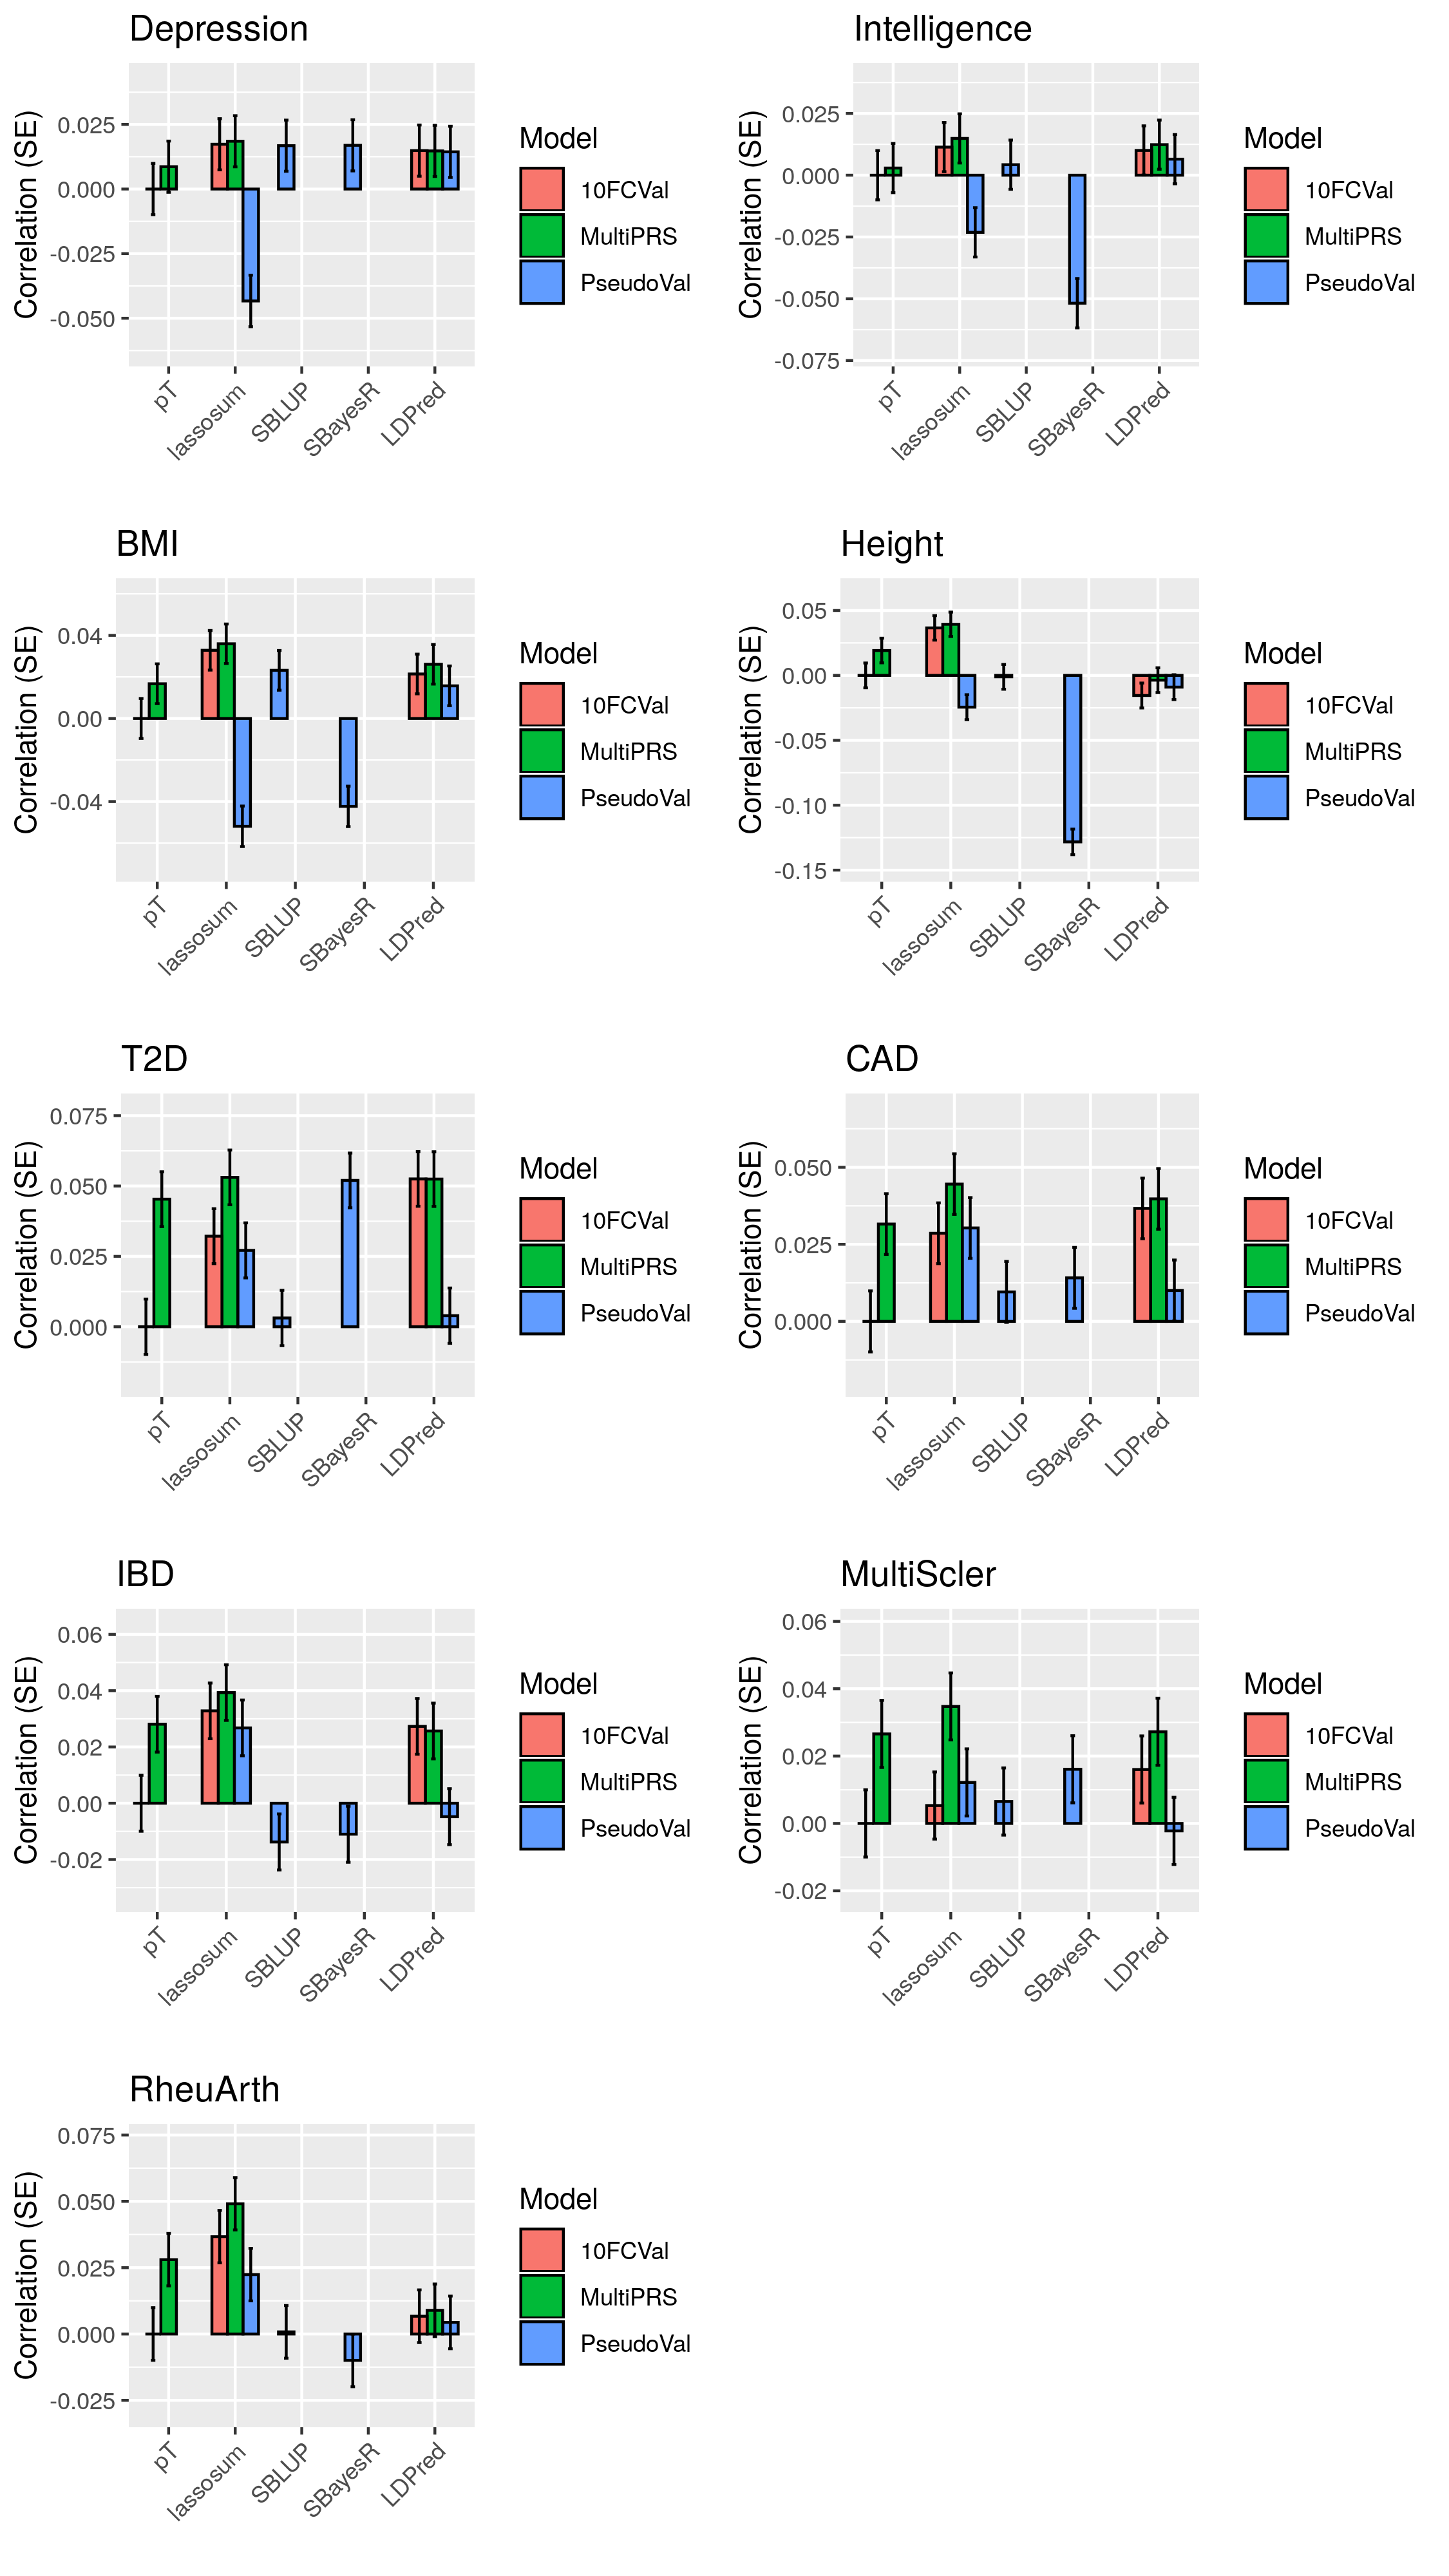 Depression
Correlation (SE)
0.025
0.000
-0.025
-0.050
pT
lassosum
SBLUP
SBayesR
LDPred
Model
10FCVal
MultiPRS
PseudoVal
Intelligence
Correlation (SE)
0.025
0.000
-0.025
-0.050
-0.075
pT
lassosum
SBLUP
SBayesR
LDPred
Model
10FCVal
MultiPRS
PseudoVal
BMI
Correlation (SE)
0.04
0.00
-0.04
pT
lassosum
SBLUP
SBayesR
LDPred
Model
10FCVal
MultiPRS
PseudoVal
Height
Correlation (SE)
0.05
0.00
-0.05
-0.10
-0.15
pT
lassosum
SBLUP
SBayesR
LDPred
Model
10FCVal
MultiPRS
PseudoVal
T2D
Correlation (SE)
0.075
0.050
0.025
0.000
pT
lassosum
SBLUP
SBayesR
LDPred
Model
10FCVal
MultiPRS
PseudoVal
CAD
Correlation (SE)
0.050
0.025
0.000
pT
lassosum
SBLUP
SBayesR
LDPred
Model
10FCVal
MultiPRS
PseudoVal
IBD
Correlation (SE)
0.06
0.04
0.02
0.00
-0.02
pT
lassosum
SBLUP
SBayesR
LDPred
Model
10FCVal
MultiPRS
PseudoVal
MultiScler
Correlation (SE)
0.06
0.04
0.02
0.00
-0.02
pT
lassosum
SBLUP
SBayesR
LDPred
Model
10FCVal
MultiPRS
PseudoVal
RheuArth
Correlation (SE)
0.075
0.050
0.025
0.000
-0.025
pT
lassosum
SBLUP
SBayesR
LDPred
Model
10FCVal
MultiPRS
PseudoVal